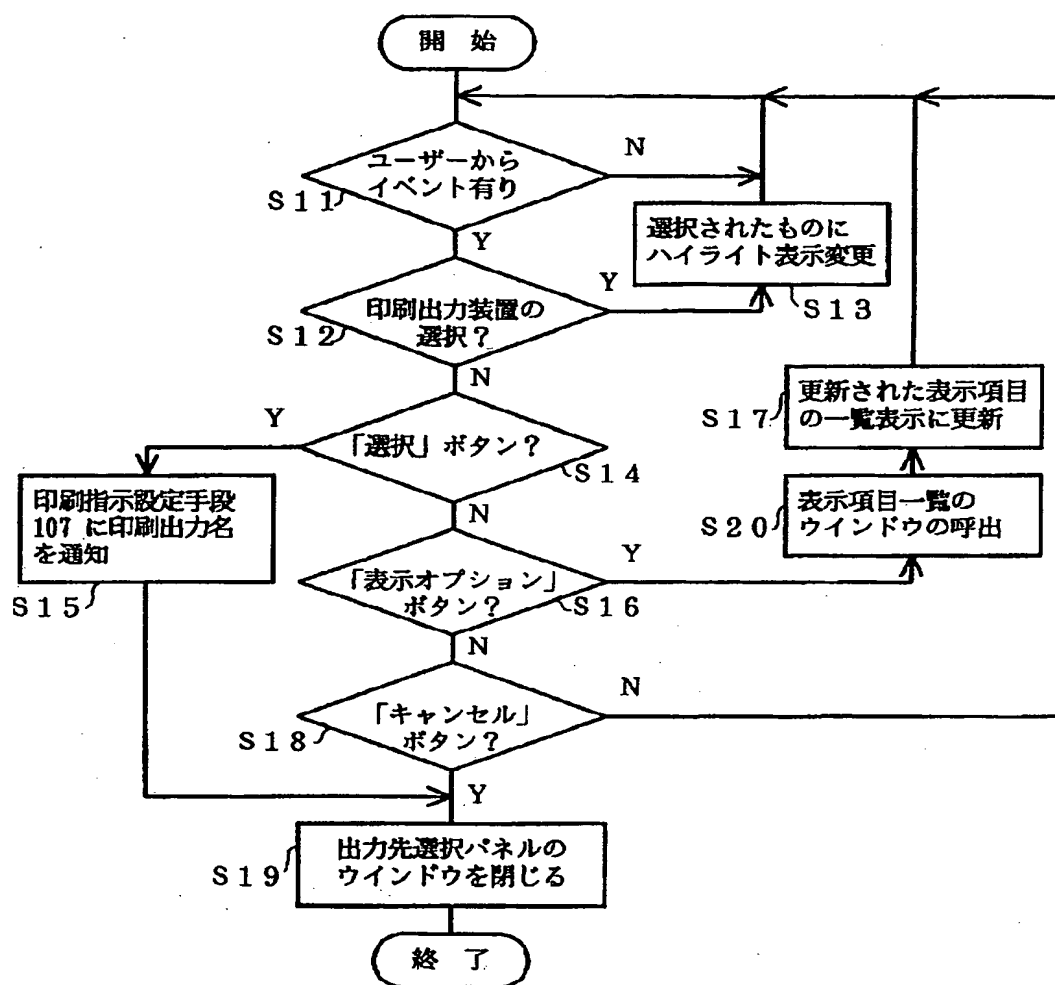 開 始
ユーザーから
イベント有り
N
S11
Y
選択されたものに
ハイライト表示変更
S13
印刷出力装置の
選択?
Y
S12
N
更新された表示項目
の一覧表示に更新
S17
「選択」ボタン?
Y
S14
N
印刷指示設定手段
107 に印刷出力名
を通知
S15
表示項目一覧の
ウインドウの呼出
S20
「表示オプション」
ボタン?
Y
S16
N
「キャンセル」
ボタン?
N
S18
Y
出力先選択パネルの
ウインドウを閉じる
S19
終 了